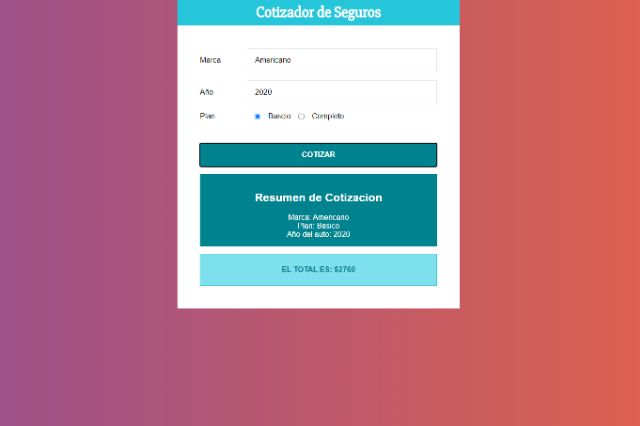 Cotizador de Seguros
Marca
Americano
Año
2020
Plan
Bascio
Completo
COTIZAR
Resumen de Cotizacion
Marca: Americano
Plan: Basico
Año del auto: 2020
EL TOTAL ES: $2760